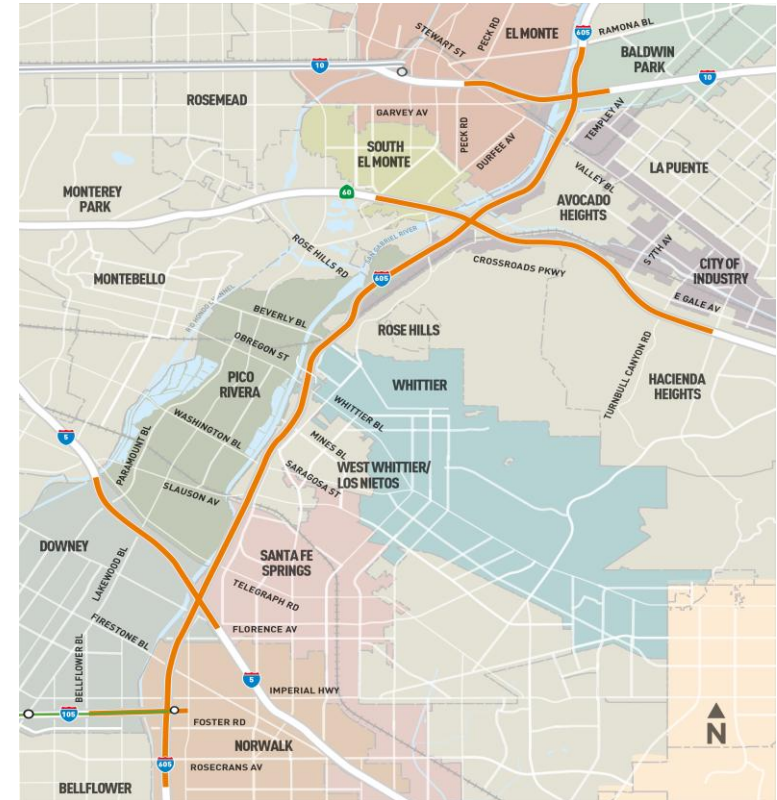 605
RAMONA BL
PECK RD
EL MONTE
STEWART ST
BALDWIN
PARK
10
10
ROSEMEAD
GARVEY AV
TEMPLEY AV
PECK RD
DURFEE AV
SOUTH
EL MONTE
LA PUENTE
VALLEY BL
MONTEREY
PARK
60
AVOCADO
HEIGHTS
SAN GABRIEL RIVER
ROSE HILLS RD
S 7TH AV
CROSSROADS PKWY
CITY OF
INDUSTRY
MONTEBELLO
605
E GALE AV
BEVERLY BL
ROSE HILLS
OBREGON ST
TURNBULL CANYON RD
PICO
RIVERA
WHITTIER
HACIENDA
HEIGHTS
WHITTIER BL
WASHINGTON BL
5
PARAMOUNT BL
MINES BL
WEST WHITTIER/
LOS NIETOS
SARAGOSA ST
SLAUSON AV
DOWNEY
SANTA FE
SPRINGS
LAKEWOOD BL
TELEGRAPH RD
FIRESTONE BL
FLORENCE AV
BELLFLOWER BL
5
IMPERIAL HWY
105
FOSTER RD
N
NORWALK
605
ROSECRANS AV
BELLFLOWER